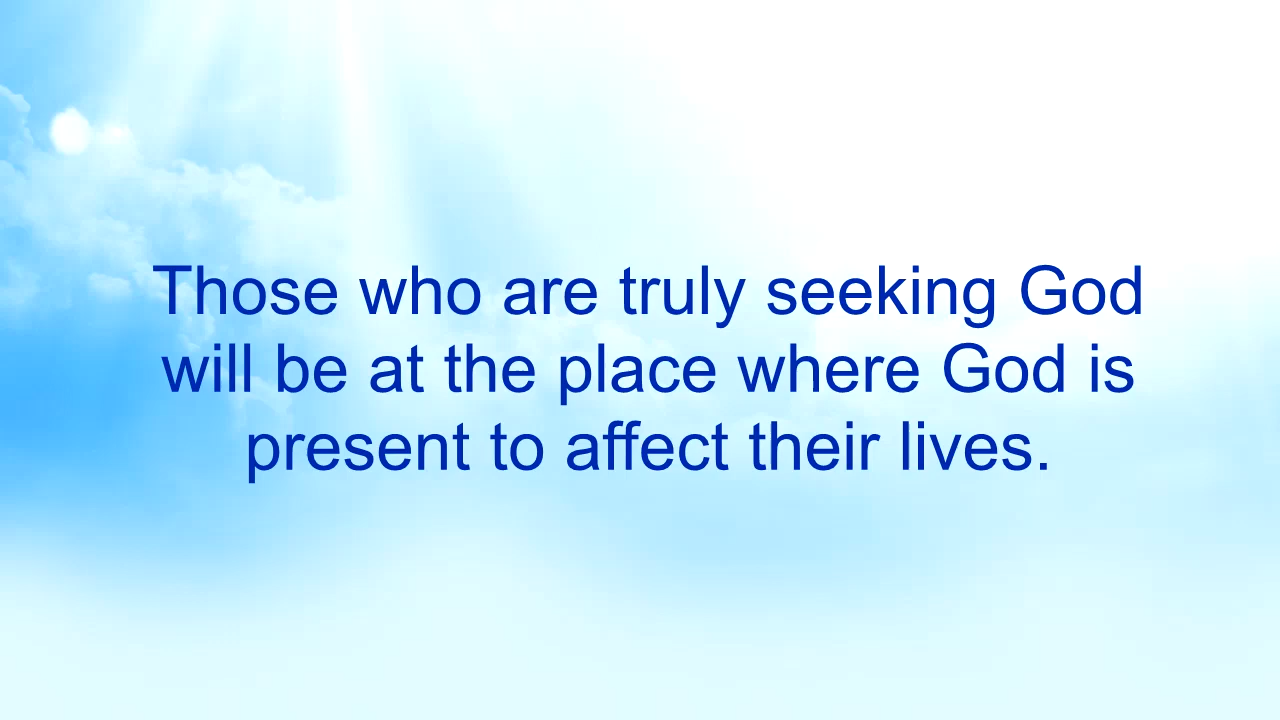 Those who are truly seeking God
will be at the place where God is
present to affect their lives.